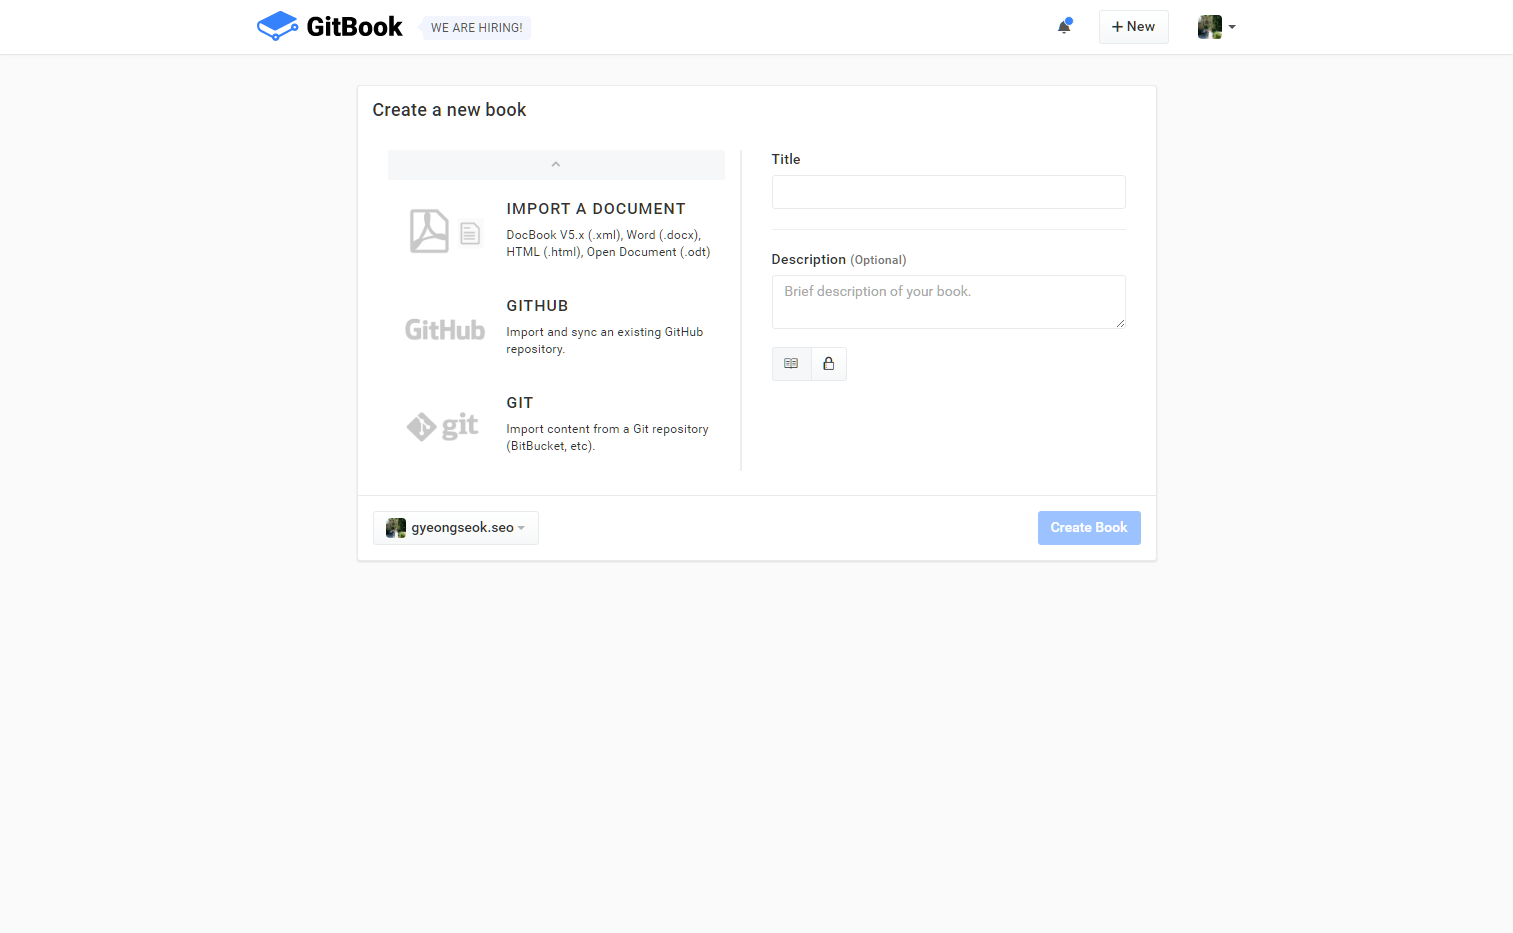 GitBook
WE ARE HIRING!
+ New
Create a new book
IMPORT A DOCUMENT
DocBook V5.x (.xml), Word (.docx),
HTML (.html), Open Document (.odt)
GitHub
GITHUB
Import and sync an existing GitHub
repository.
git
GIT
Import content from a Git repository
(BitBucket, etc).
Title
Description (Optional)
Brief description of your book.
gyeongseok.seo
Create Book